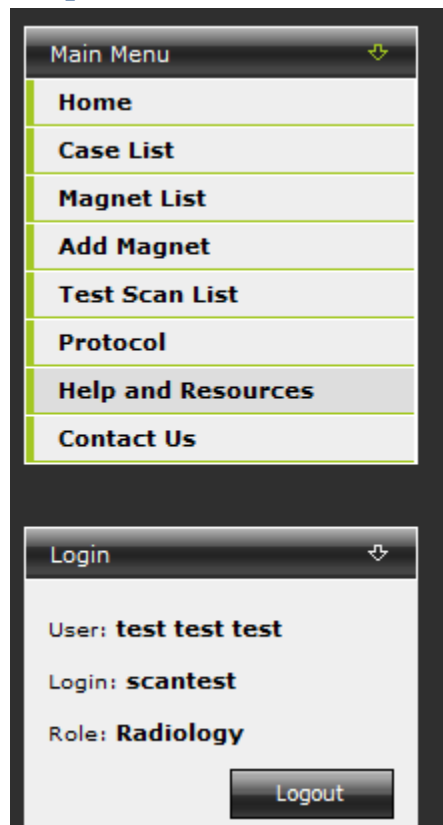 Main Menu
Home
Case List
Magnet List
Add Magnet
Test Scan List
Protocol
Help and Resources
Contact Us
Login
User: test test test
Login: scantest
Role: Radiology
Logout